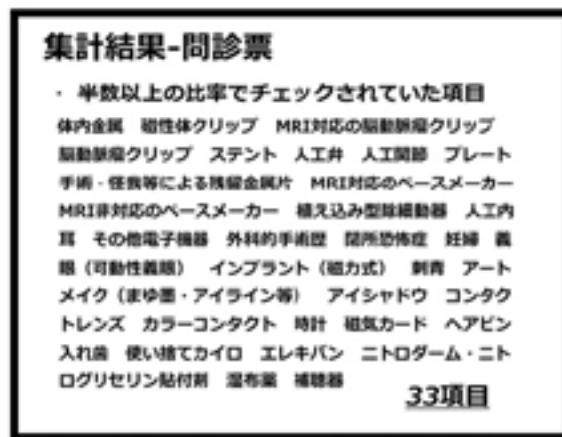 集計結果-問診票
・ 半数以上の比率でチェックされていた項目
体内金属 磁性体クリップ MRI対応の脳動脈瘤クリップ
脳動脈瘤クリップ ステント 人工弁 人工関節 プレート
手術・怪我等による残留金属片 MRI対応のペースメーカー
MRI非対応のペースメーカー 植え込み型除細動器 人工内
耳 その他電子機器 外科的手術歴 閉所恐怖症 妊婦 義
眼（可動性義眼） インプラント（磁力式） 刺青 アート
メイク（まゆ墨・アイライン等） アイシャドウ コンタク
トレンズ カラーコンタクト 時計 磁気カード ヘアピン
入れ歯 使い捨てカイロ エレキバン ニトロダーム・ニト
ログリセリン貼付剤 湿布薬 補聴器
33項目